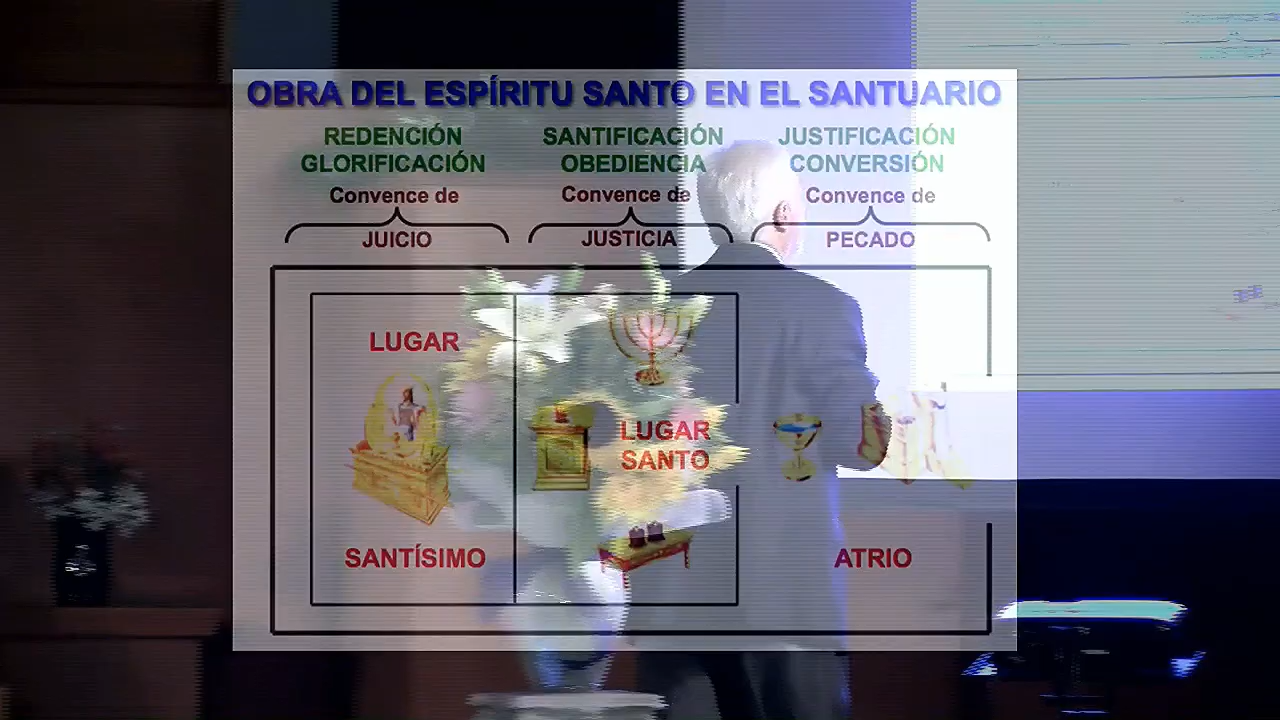 OBRA DEL ESPÍRITU SANTO EN EL SANTUARIO
REDENCIÓN
GLORIFICACIÓN
Convence de
JUICIO
SANTIFICACIÓN
OBEDIENCIA
Convence de
JUSTICIA
JUSTIFICACIÓN
CONVERSIÓN
Convence de
PECADO
LUGAR
SANTÍSIMO
LUGAR
SANTO
ATRIO